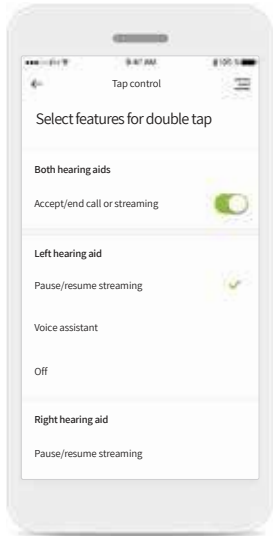 9:41 AM
Tap control
Select features for double tap
Both hearing aids
Accept/end call or streaming
Left hearing aid
Pause/resume streaming
Voice assistant
Off
Right hearing aid
Pause/resume streaming